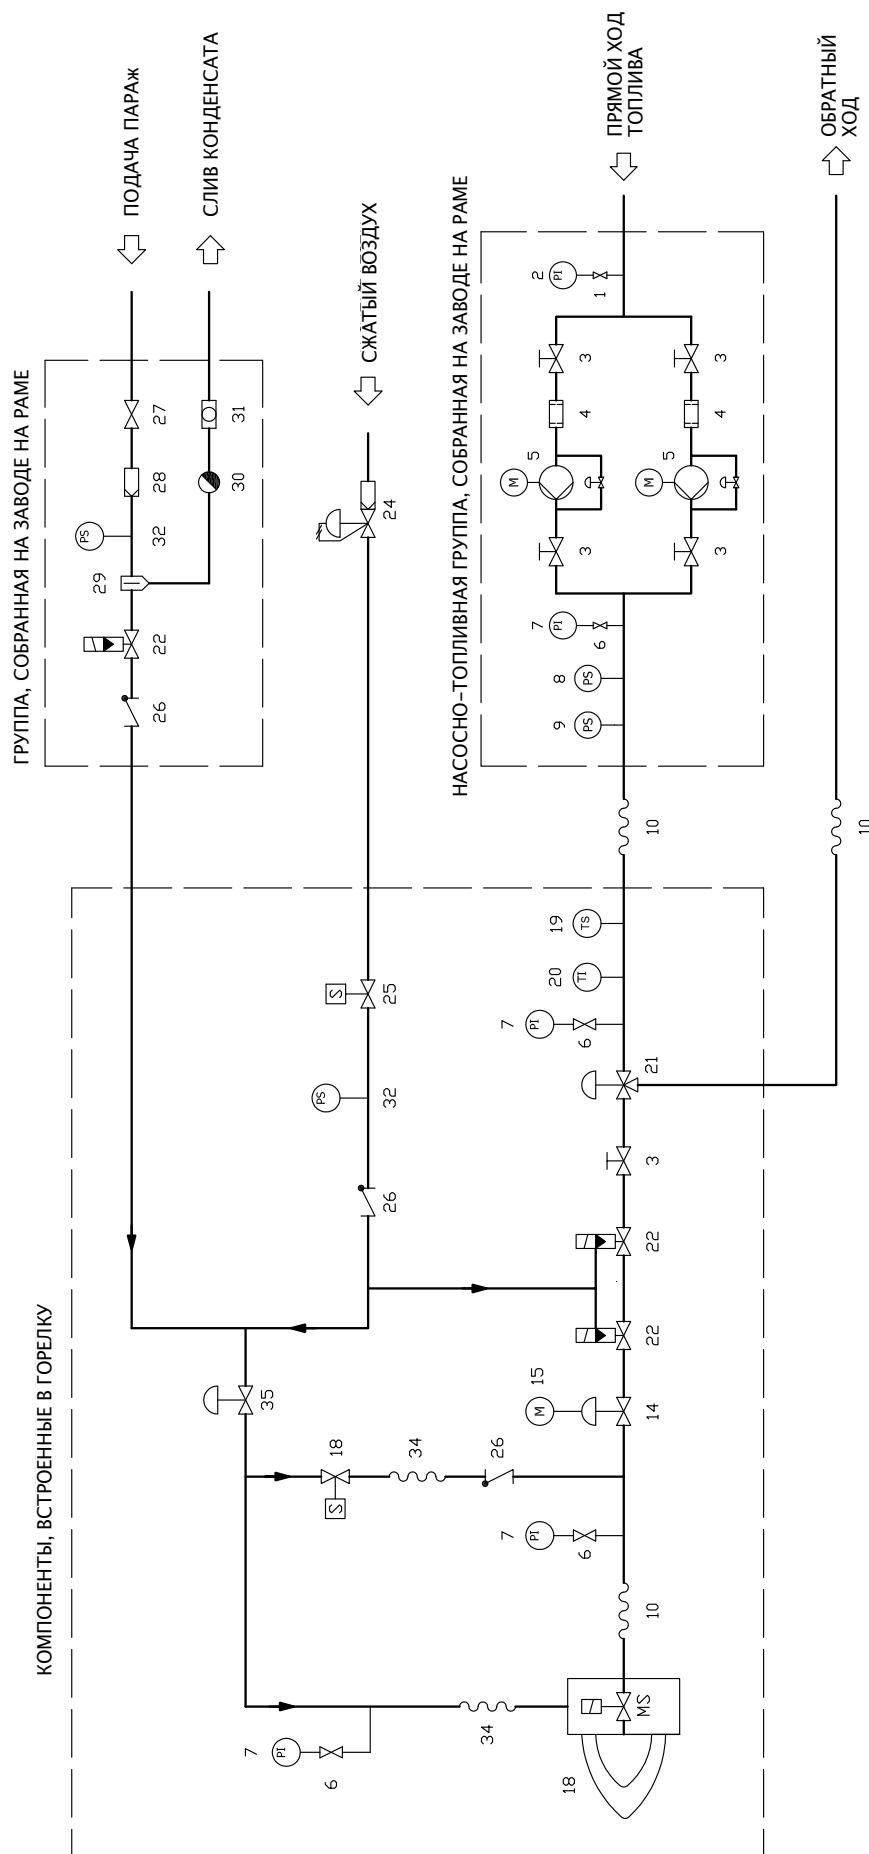 ПОДАЧА ПАРАж
СЛИВ КОНДЕНСАТА
СЖАТЫЙ ВОЗДУХ
ПРЯМОЙ ХОД
ТОПЛИВА
ОБРАТНЫЙ
ХОД
ГРУППА, СОБРАННАЯ НА ЗАВОДЕ НА РАМЕ
27
28
PS
32
29
22
26
31
30
24
НАСОСНО-ТОПЛИВНАЯ ГРУППА, СОБРАННАЯ НА ЗАВОДЕ НА РАМЕ
2
PI
1
3
3
4
4
5
M
5
M
3
3
7
PI
6
8
PS
9
PS
10
10
КОМПОНЕНТЫ, ВСТРОЕННЫЕ В ГОРЕЛКУ
19
TS
20
TI
7
PI
6
21
3
22
22
15
M
14
S
25
PS
32
26
35
18
S
34
26
7
PI
6
10
7
PI
6
34
MS
18